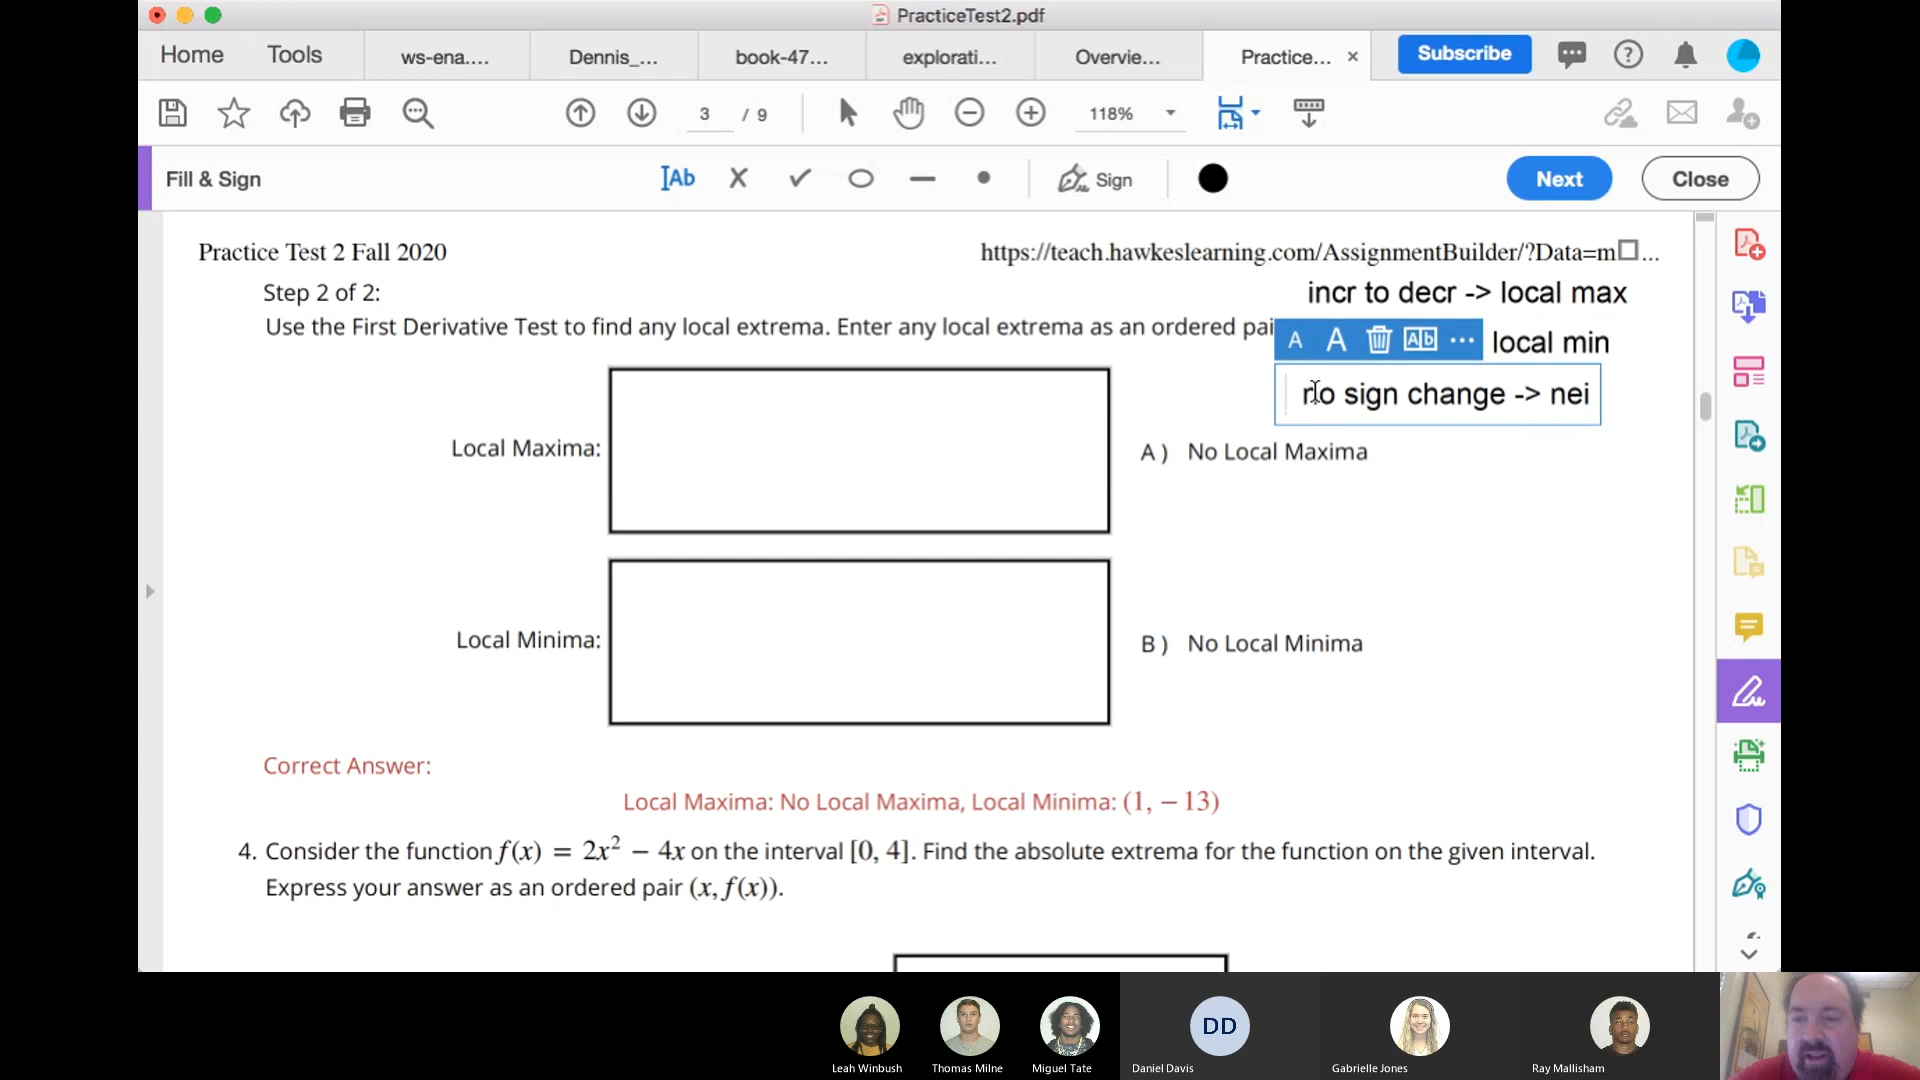 PracticeTest2.pdf
Home Tools ws-ena.... Dennis_... book-47... explorati... Overvie... Practice... × Subscribe
3 / 9 118%
Fill & Sign Ab Sign Next Close
Practice Test 2 Fall 2020 https://teach.hawkeslearning.com/AssignmentBuilder/?Data=m□...
Step 2 of 2: incr to decr -> local max
Use the First Derivative Test to find any local extrema. Enter any local extrema as an ordered pai
A A Ab ... local min
no sign change -> nei
Local Maxima: A ) No Local Maxima
Local Minima: B ) No Local Minima
Correct Answer:
Local Maxima: No Local Maxima, Local Minima: (1, − 13)
4. Consider the function f(x) = 2x² − 4x on the interval [0, 4]. Find the absolute extrema for the function on the given interval.
Express your answer as an ordered pair (x, f(x)).
DD
Leah Winbush Thomas Milne Miguel Tate Daniel Davis Gabrielle Jones Ray Mallisham